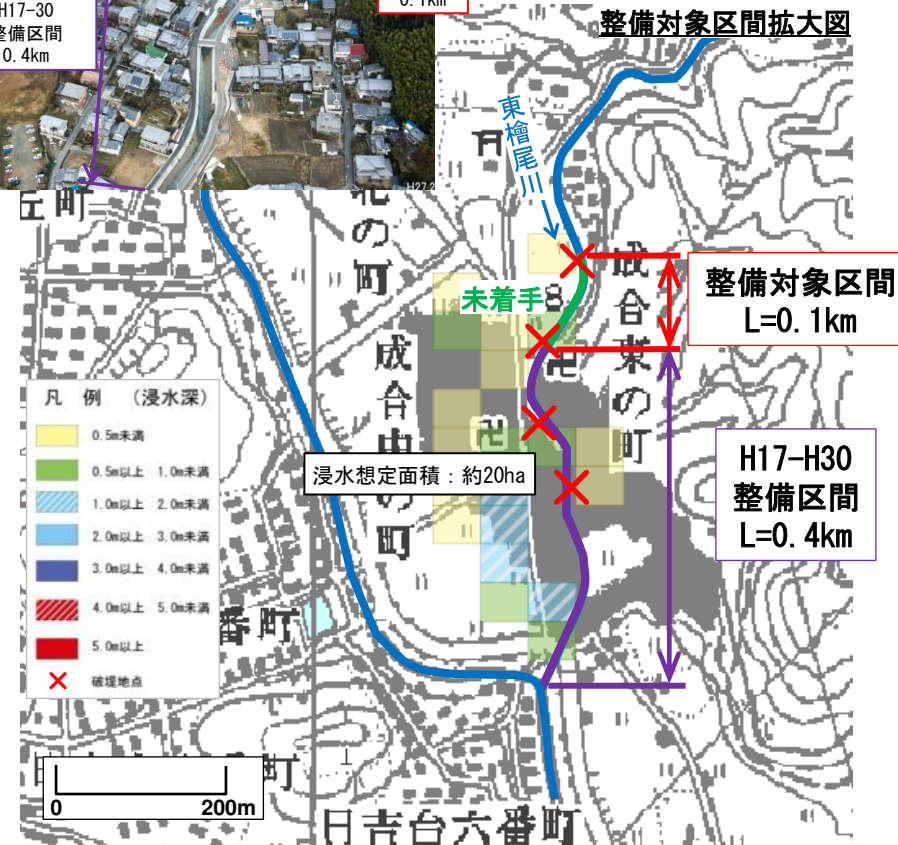 整備対象区間拡大図
H17-30
整備区間
0.4km
0.1km
H27.2
東檜尾川
の町
未着手
成合東の町
整備対象区間
L=0.1km
成合中の町
凡 例 (浸水深)
0.5m未満
0.5m以上 1.0m未満
1.0m以上 2.0m未満
2.0m以上 3.0m未満
3.0m以上 4.0m未満
4.0m以上 5.0m未満
5.0m以上
破堤地点
浸水想定面積:約20ha
H17-H30
整備区間
L=0.4km
番町
町
0 200m
日吉台六番町